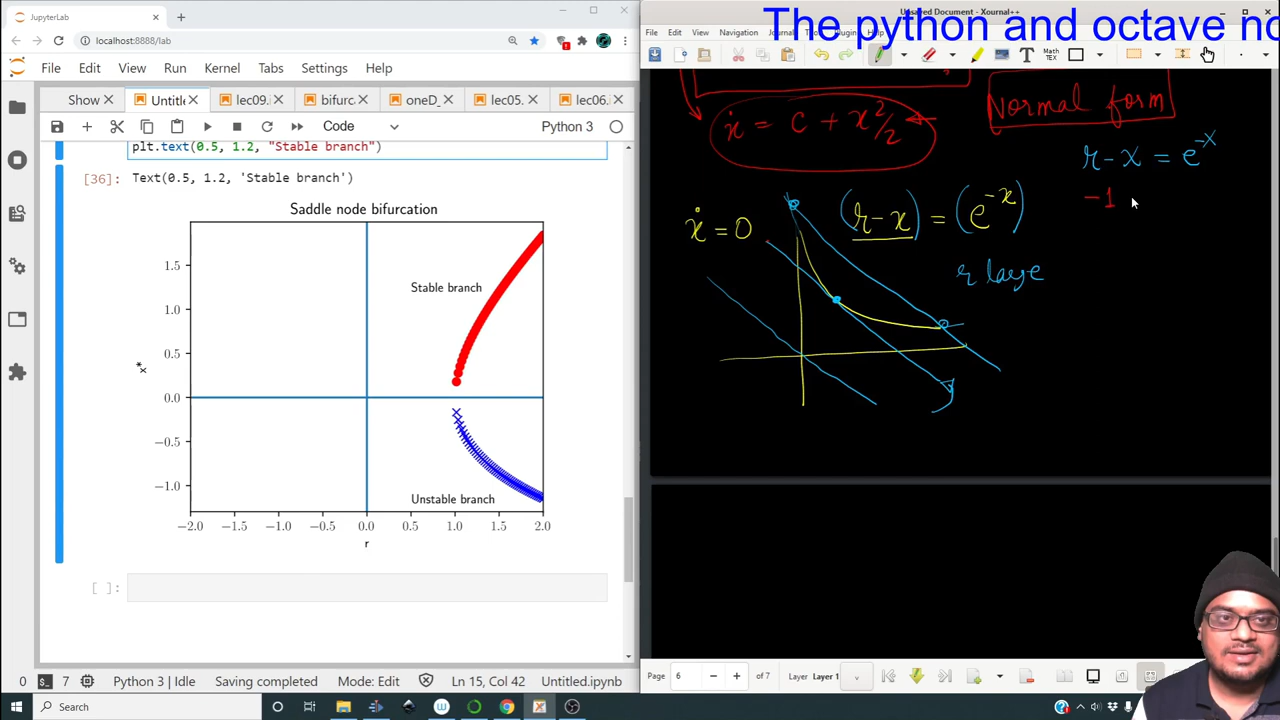 JupyterLab
localhost:8888/lab
File Edit View Run Kernel Tabs Settings Help
Show Untitle lec09. bifurc. oneD_ lec05. lec06.i
Code Python 3
plt.text(0.5, 1.2, "Stable branch")
[36]: Text(0.5, 1.2, 'Stable branch')
Saddle node bifurcation
1.5
1.0
0.5
0.0
−0.5
−1.0
x*
Stable branch
Unstable branch
−2.0 −1.5 −1.0 −0.5 0.0 0.5 1.0 1.5 2.0
r
[ ]:
7 Python 3 | Idle Saving completed Mode: Edit Ln 15, Col 42 Untitled.ipynb
Search
Unsaved Document - Xournal++
The python and octave no
File Edit View Navigation Journal
Math TEX
Normal form
ẋ = c + x²/2
r-x = e^-x
-1
ẋ = 0
(r-x) = (e^-x)
r large
Page 6 of 7 Layer Layer 1